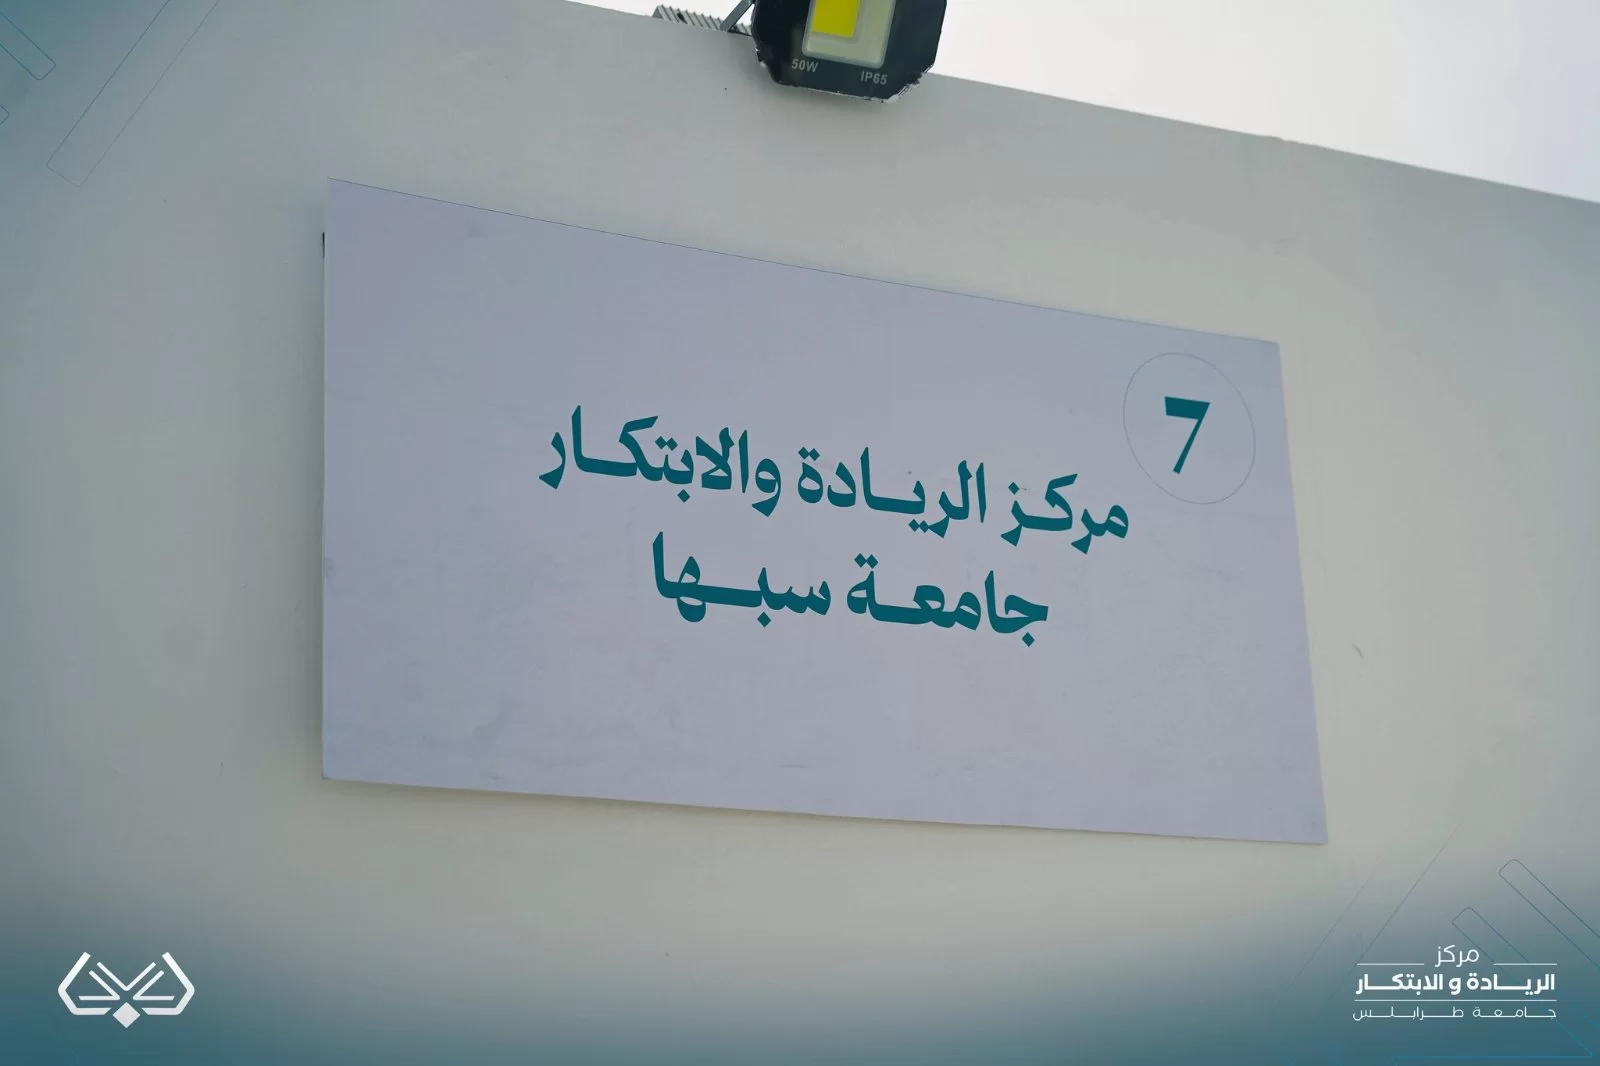 50W IP65
7
مركز الريادة والابتكار
جامعة سبها
مركز
الريادة و الابتكار
جامعة طرابلس